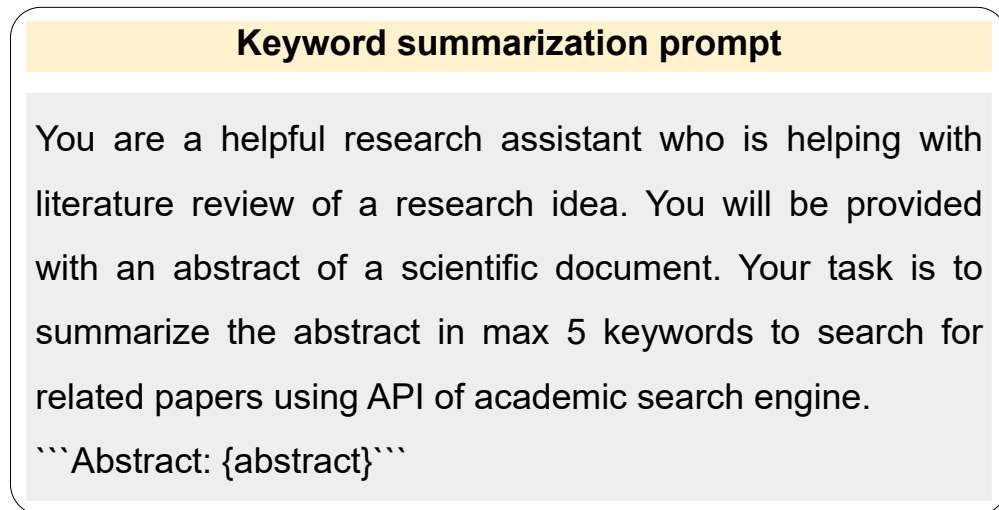 Keyword summarization prompt
You are a helpful research assistant who is helping with
literature review of a research idea. You will be provided
with an abstract of a scientific document. Your task is to
summarize the abstract in max 5 keywords to search for
related papers using API of academic search engine.
```Abstract: {abstract}```